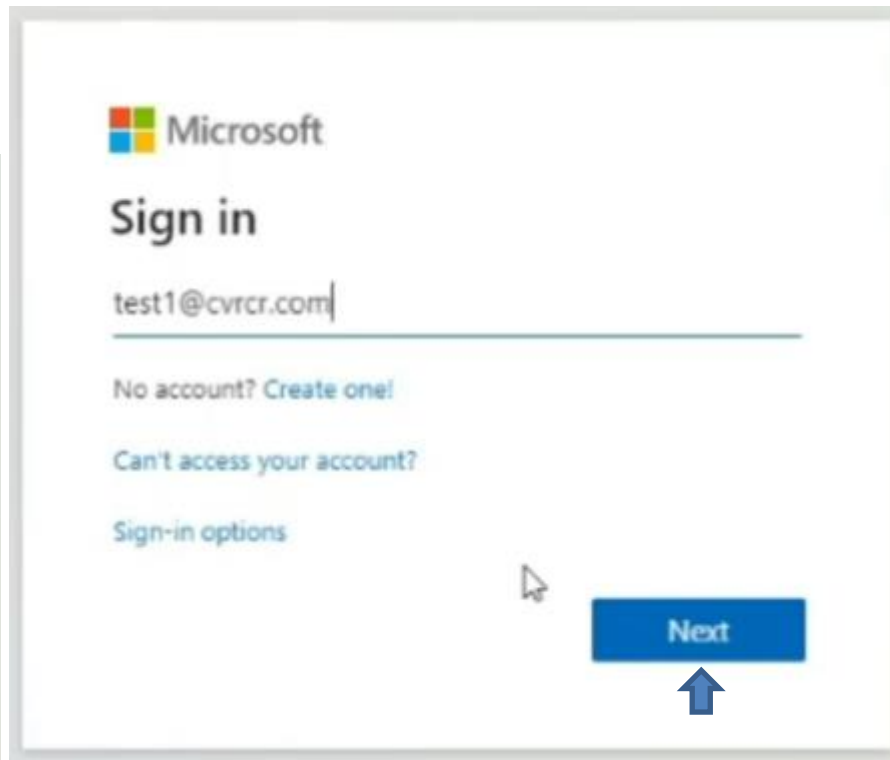 Microsoft
Sign in
test1@cvrcr.com
No account? Create one!
Can't access your account?
Sign-in options
Next